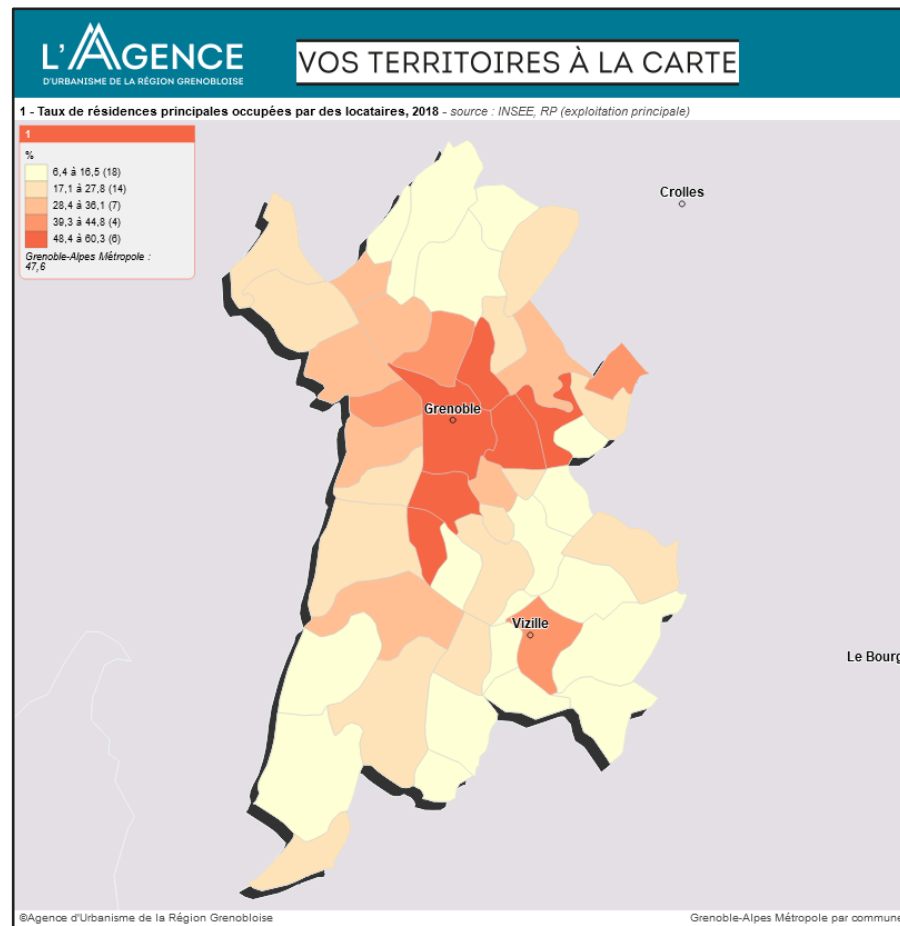 L'AGENCE
D'URBANISME DE LA RÉGION GRENOBLOISE
VOS TERRITOIRES À LA CARTE
1 - Taux de résidences principales occupées par des locataires, 2018 - source : INSEE, RP (exploitation principale)
1
%
6,4 à 16,5 (18)
17,1 à 27,8 (14)
28,4 à 36,1 (7)
39,3 à 44,8 (4)
48,4 à 60,3 (6)
Grenoble-Alpes Métropole :
47,6
Crolles
Grenoble
Vizille
Le Bourg
©Agence d'Urbanisme de la Région Grenobloise
Grenoble-Alpes Métropole par commune